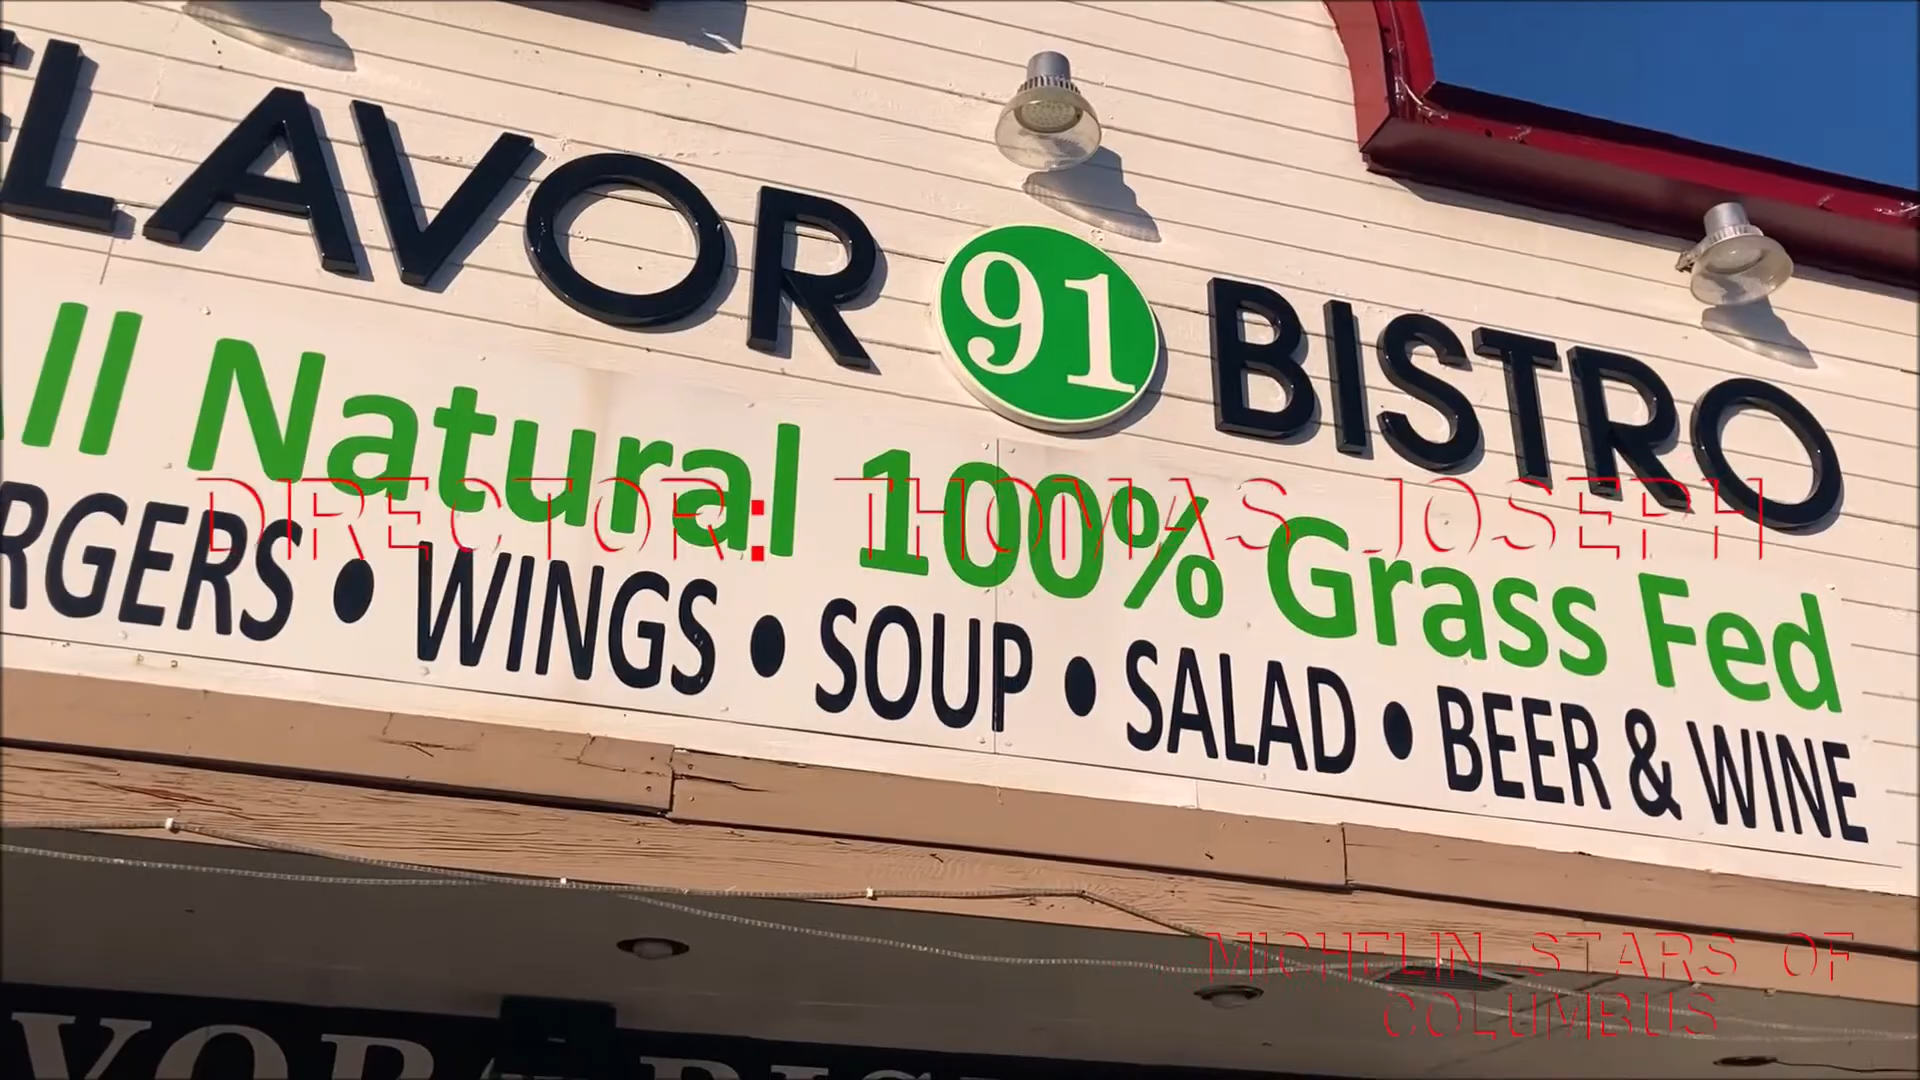 FLAVOR 91 BISTRO
ll Natural 100% Grass Fed
RGERS • WINGS • SOUP • SALAD • BEER & WINE
DIRECTOR: THOMAS JOSEPH
MICHELIN STARS OF
COLUMBUS